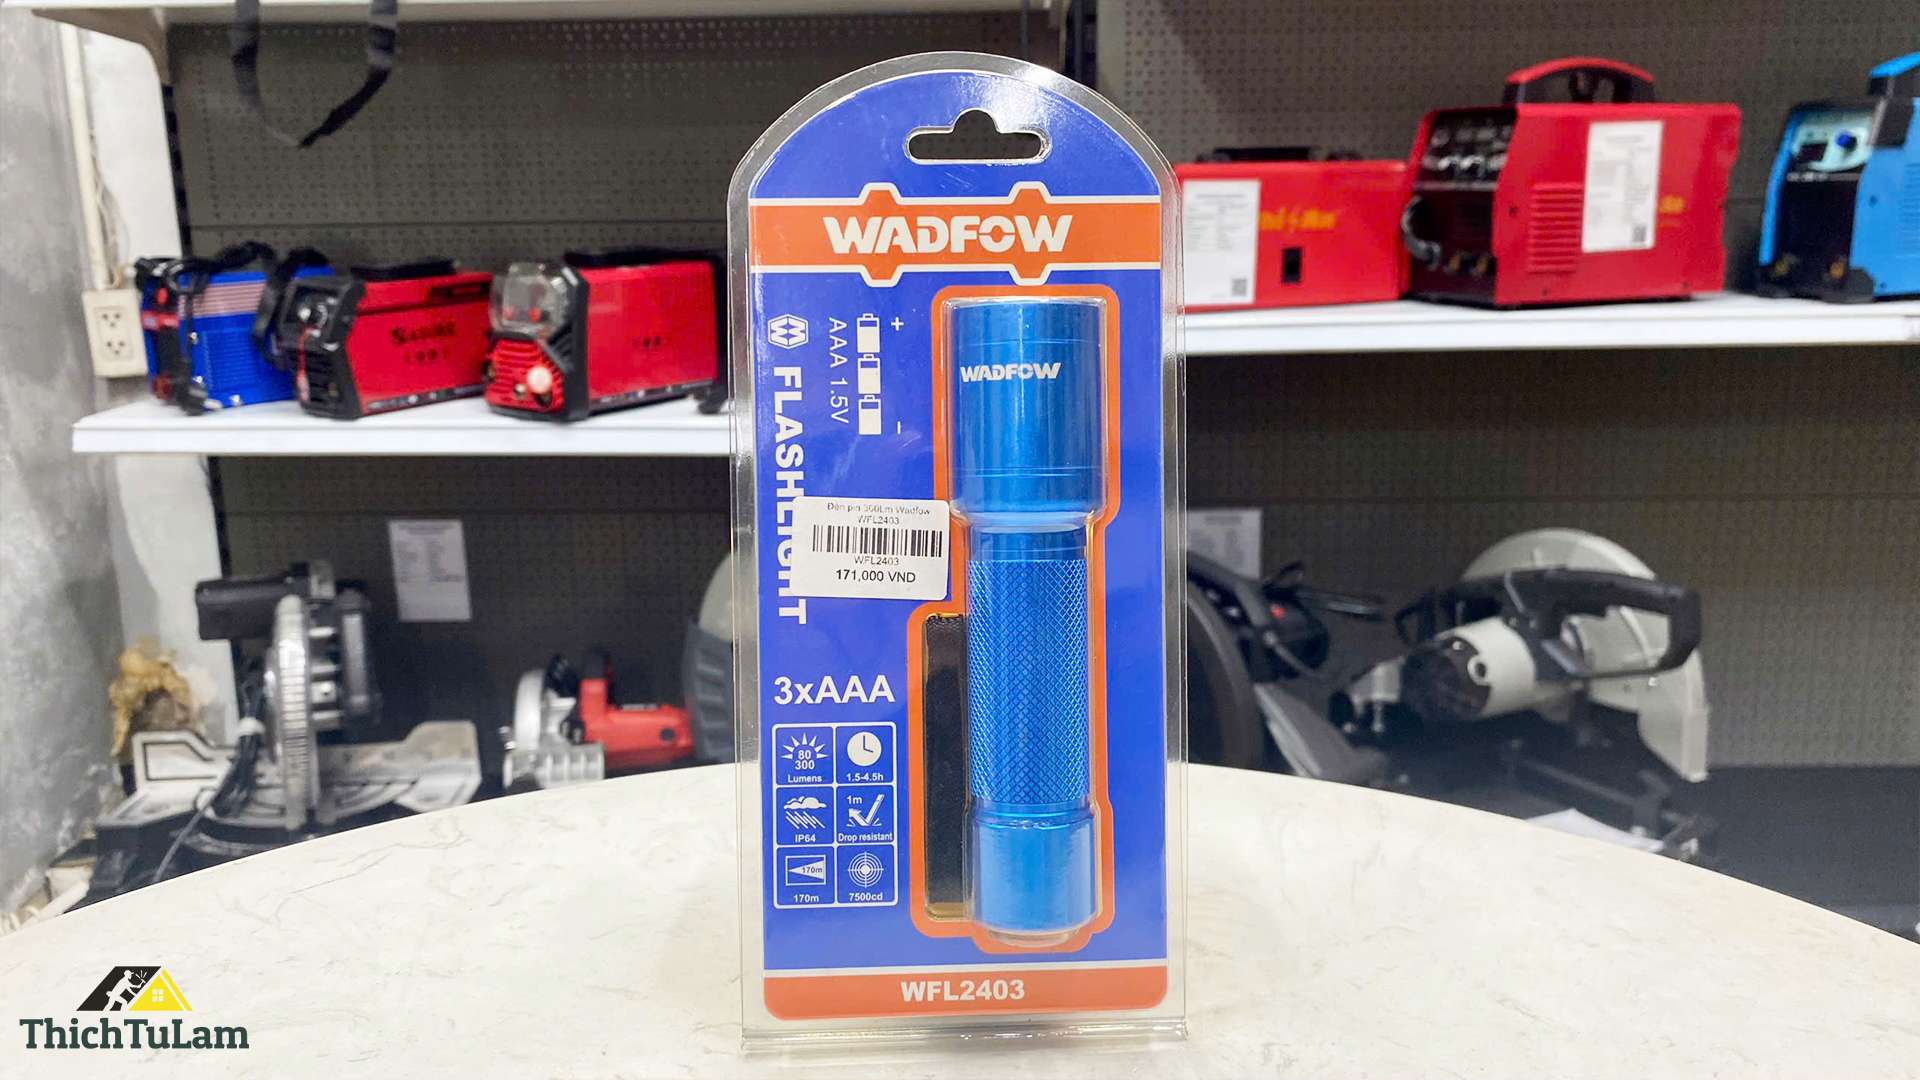 WADFOW
+
AAA 1.5V
-
FLASHLIGHT
WADFOW
Đèn pin 300Lm Wadfow
WFL2403
WFL2403
171,000 VND
3xAAA
80
300
Lumens
1.5-4.5h
IP64
1m
Drop resistant
170m
170m
7500cd
WFL2403
ThichTuLam